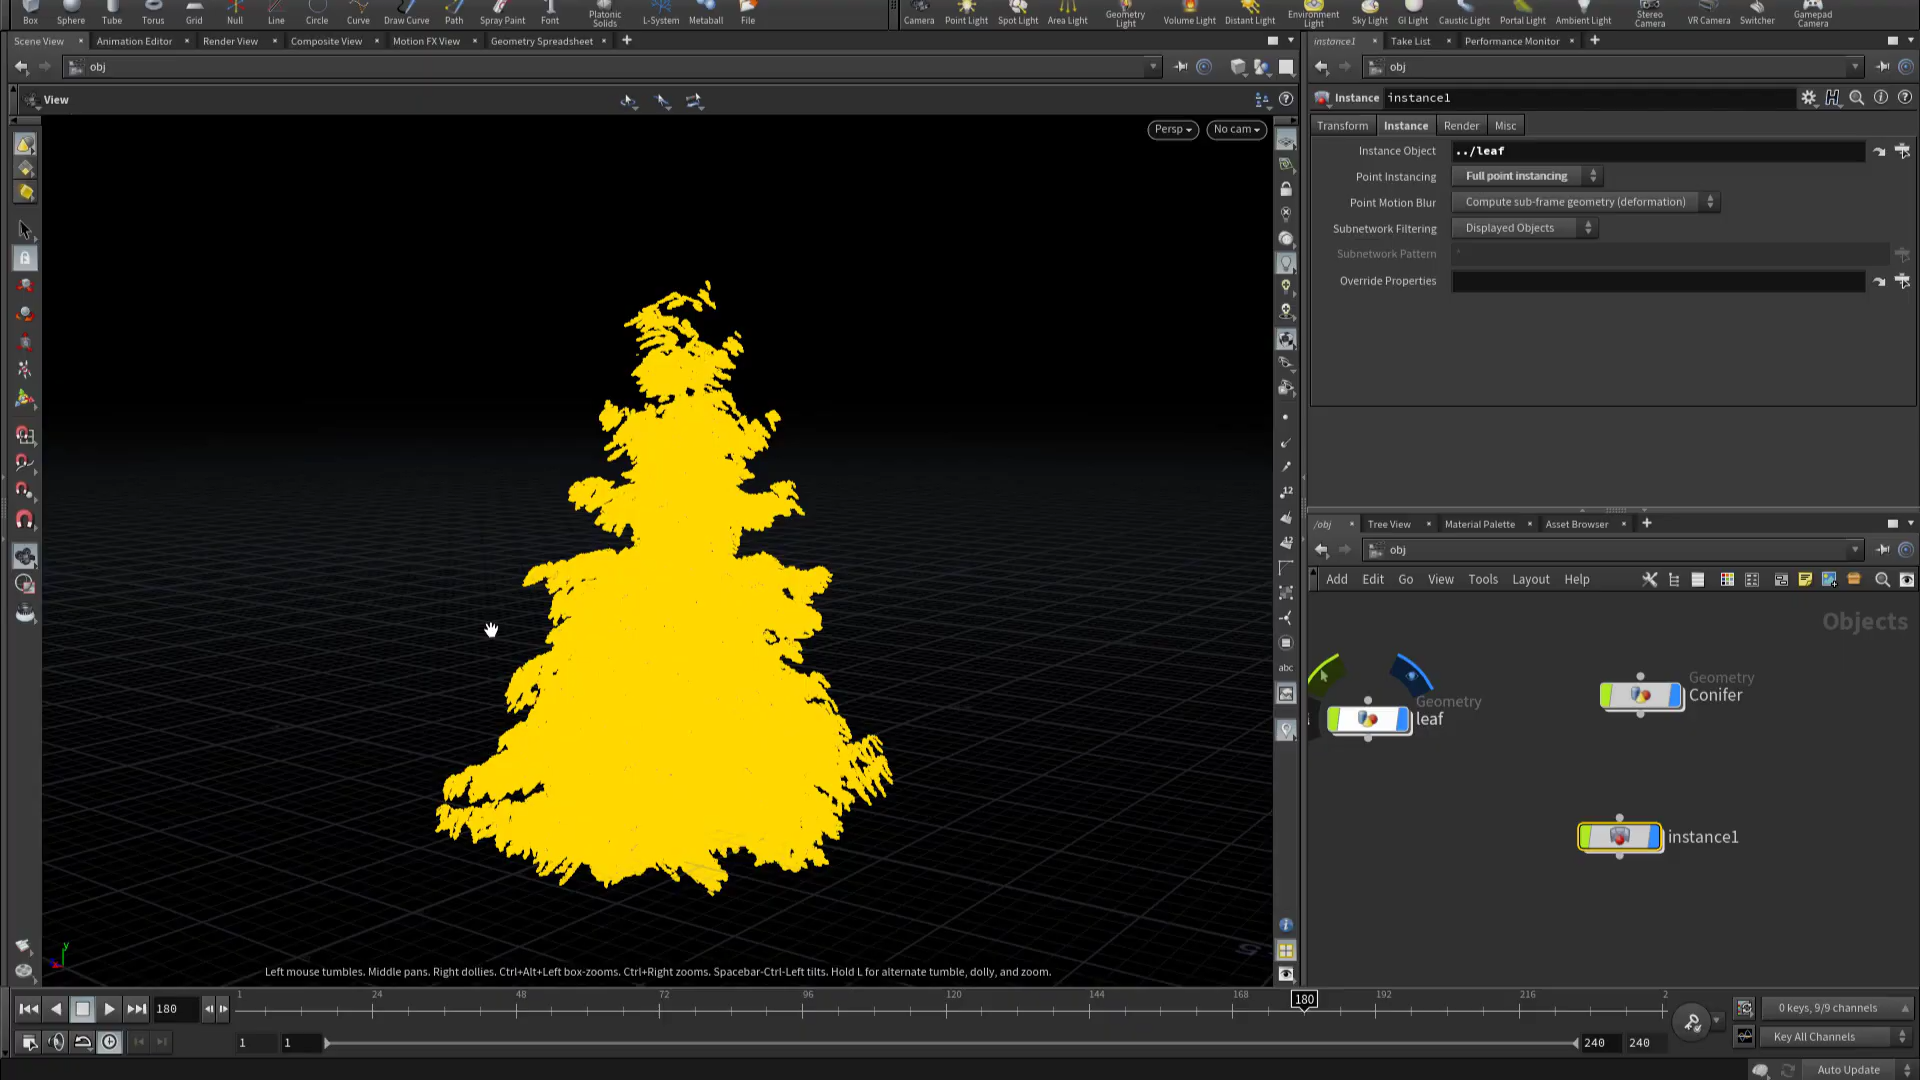 Box Sphere Tube Torus Grid Null Line Circle Curve Draw Curve Path Spray Paint Font Platonic Solids L-System Metaball File
Camera Point Light Spot Light Area Light Geometry Light Volume Light Distant Light Environment Light Sky Light GI Light Caustic Light Portal Light Ambient Light Stereo Camera VR Camera Switcher Gamepad Camera
Scene View Animation Editor Render View Composite View Motion FX View Geometry Spreadsheet
instance1 Take List Performance Monitor
obj
obj
View
Instance instance1
Persp No cam
Transform Instance Render Misc
Instance Object ../leaf
Point Instancing Full point instancing
Point Motion Blur Compute sub-frame geometry (deformation)
Subnetwork Filtering Displayed Objects
Subnetwork Pattern *
Override Properties
/obj Tree View Material Palette Asset Browser
obj
Add Edit Go View Tools Layout Help
Objects
Geometry
Conifer
Geometry
leaf
instance1
12
12
abc
y
Left mouse tumbles. Middle pans. Right dollies. Ctrl+Alt+Left box-zooms. Ctrl+Right zooms. Spacebar-Ctrl-Left tilts. Hold L for alternate tumble, dolly, and zoom.
180
1 24 48 72 96 120 144 168 180 192 216 2
0 keys, 9/9 channels
1 1 240 240
Key All Channels
Auto Update